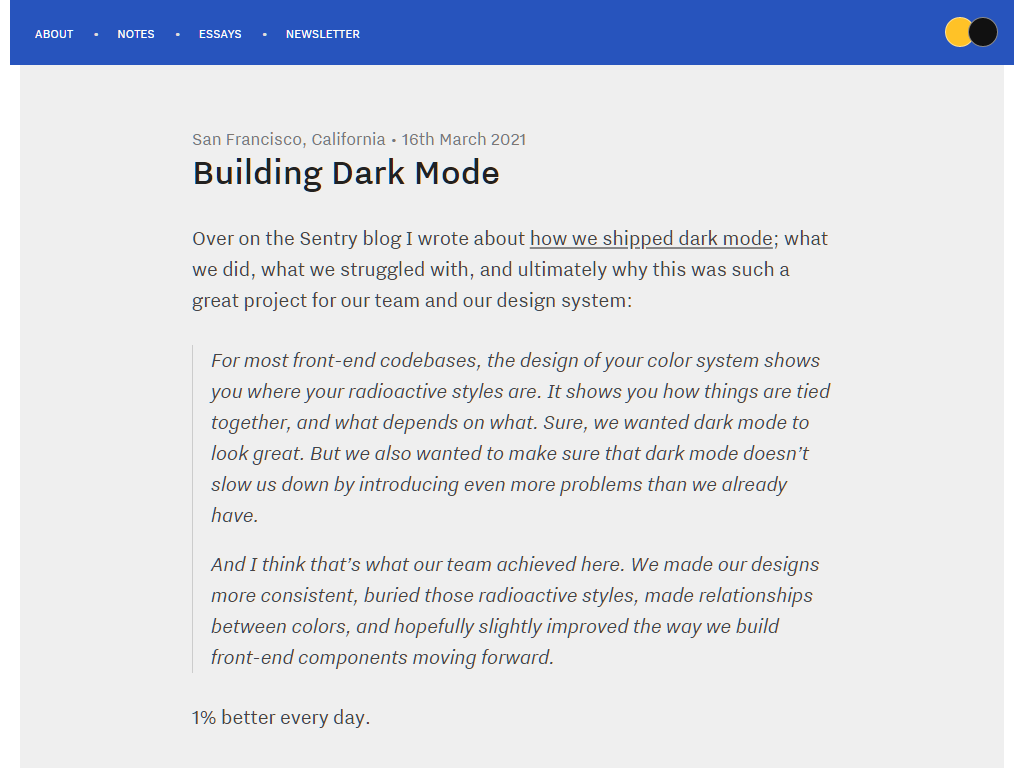 ABOUT • NOTES • ESSAYS • NEWSLETTER
San Francisco, California • 16th March 2021
Building Dark Mode
Over on the Sentry blog I wrote about how we shipped dark mode; what
we did, what we struggled with, and ultimately why this was such a
great project for our team and our design system:
For most front-end codebases, the design of your color system shows
you where your radioactive styles are. It shows you how things are tied
together, and what depends on what. Sure, we wanted dark mode to
look great. But we also wanted to make sure that dark mode doesn’t
slow us down by introducing even more problems than we already
have.
And I think that’s what our team achieved here. We made our designs
more consistent, buried those radioactive styles, made relationships
between colors, and hopefully slightly improved the way we build
front-end components moving forward.
1% better every day.